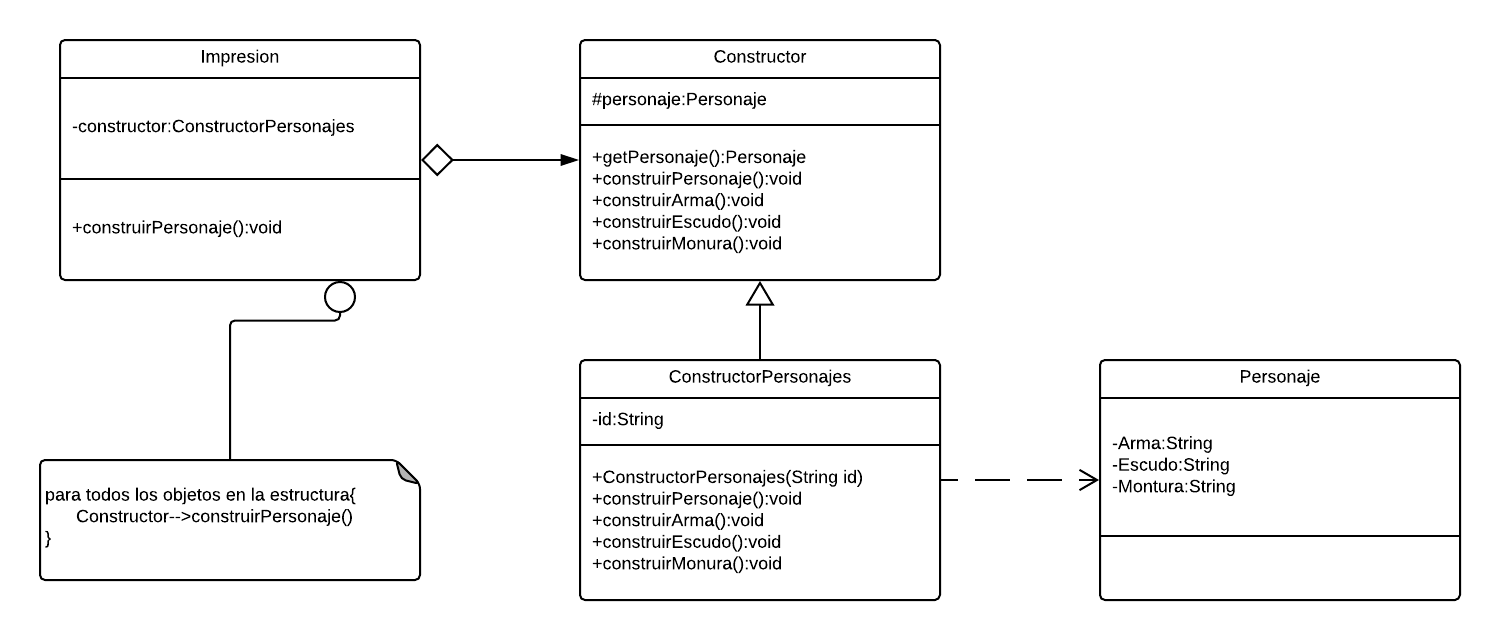 Impresion
-constructor:ConstructorPersonajes
+construirPersonaje():void
Constructor
#personaje:Personaje
+getPersonaje():Personaje
+construirPersonaje():void
+construirArma():void
+construirEscudo():void
+construirMonura():void
para todos los objetos en la estructura{
Constructor-->construirPersonaje()
}
ConstructorPersonajes
-id:String
+ConstructorPersonajes(String id)
+construirPersonaje():void
+construirArma():void
+construirEscudo():void
+construirMonura():void
Personaje
-Arma:String
-Escudo:String
-Montura:String